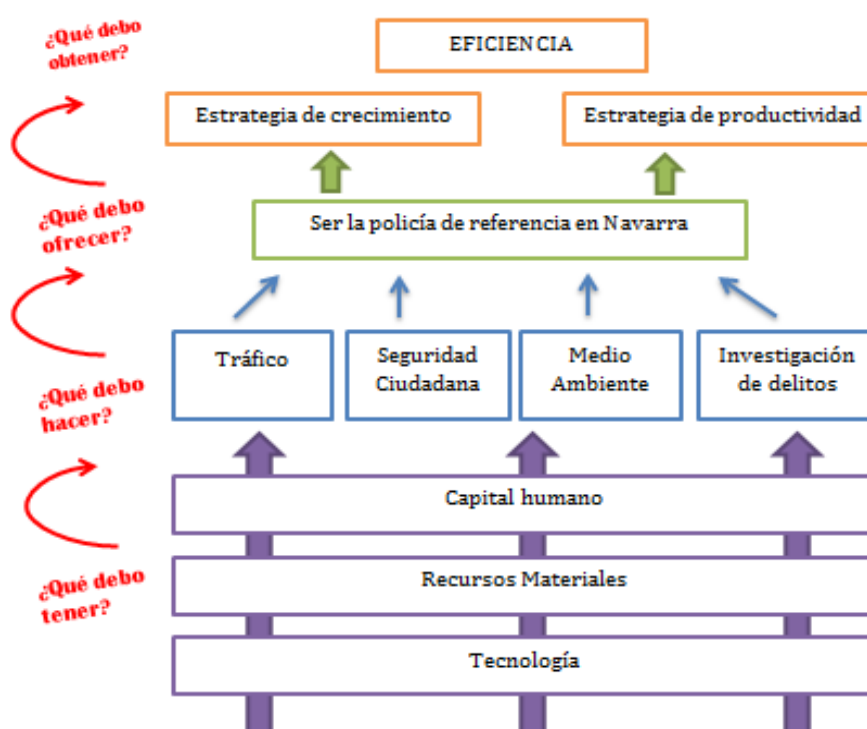 ¿Qué debo
obtener?
EFICIENCIA
Estrategia de crecimiento
Estrategia de productividad
¿Qué debo
ofrecer?
Ser la policía de referencia en Navarra
¿Qué debo
hacer?
Tráfico
Seguridad
Ciudadana
Medio
Ambiente
Investigación
de delitos
Capital humano
¿Qué debo
tener?
Recursos Materiales
Tecnología